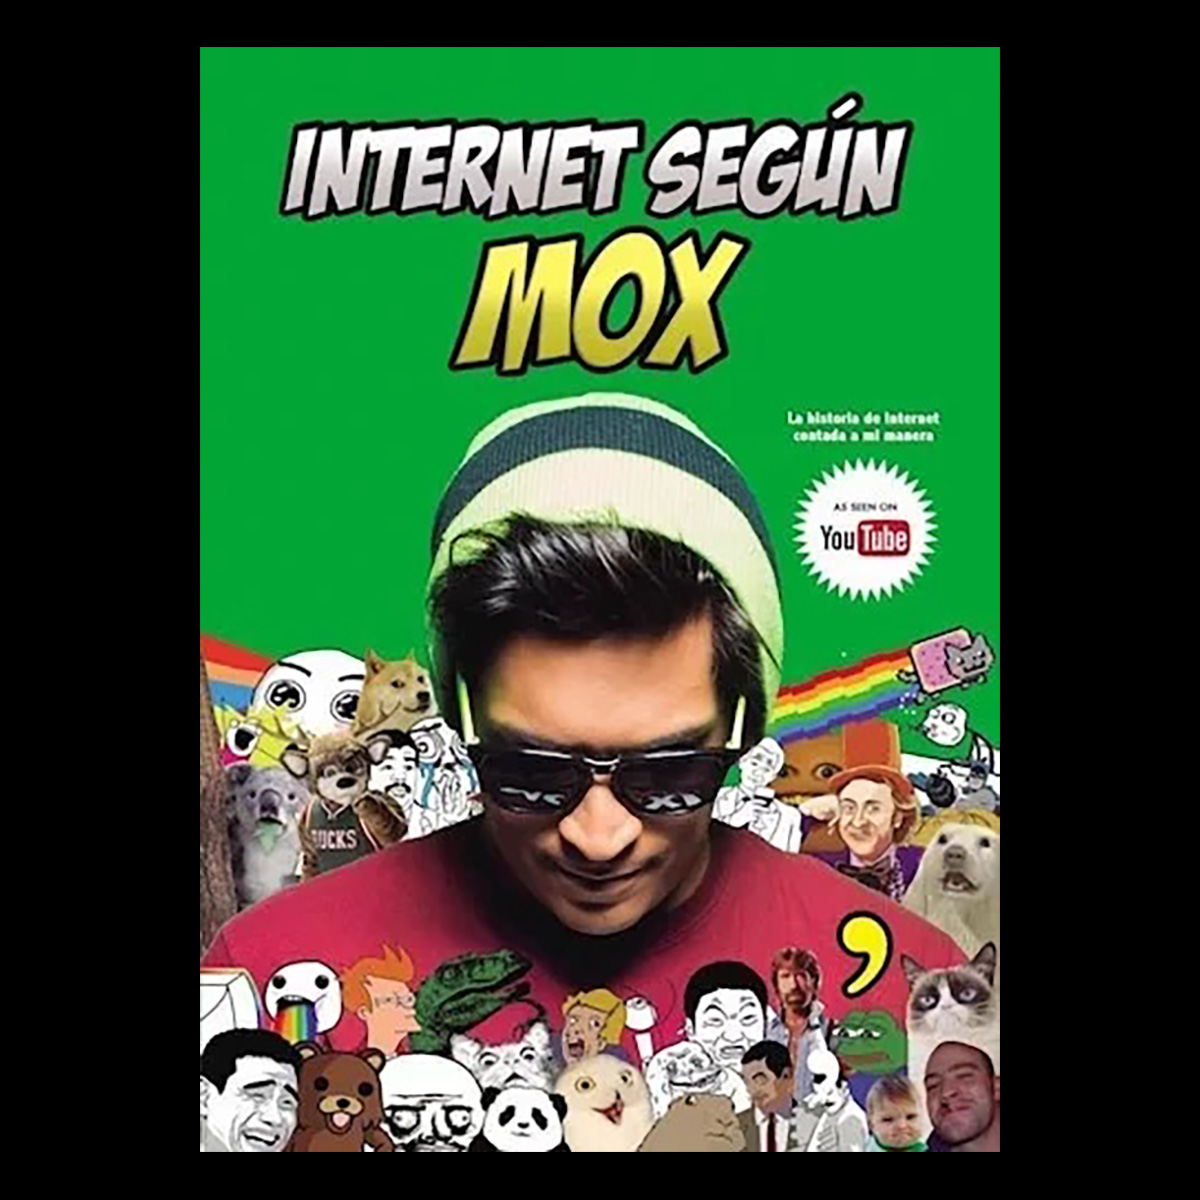 INTERNET SEGÚN
MOX
La historia de Internet
contada a mi manera
AS SEEN ON
YouTube
BUCKS
,